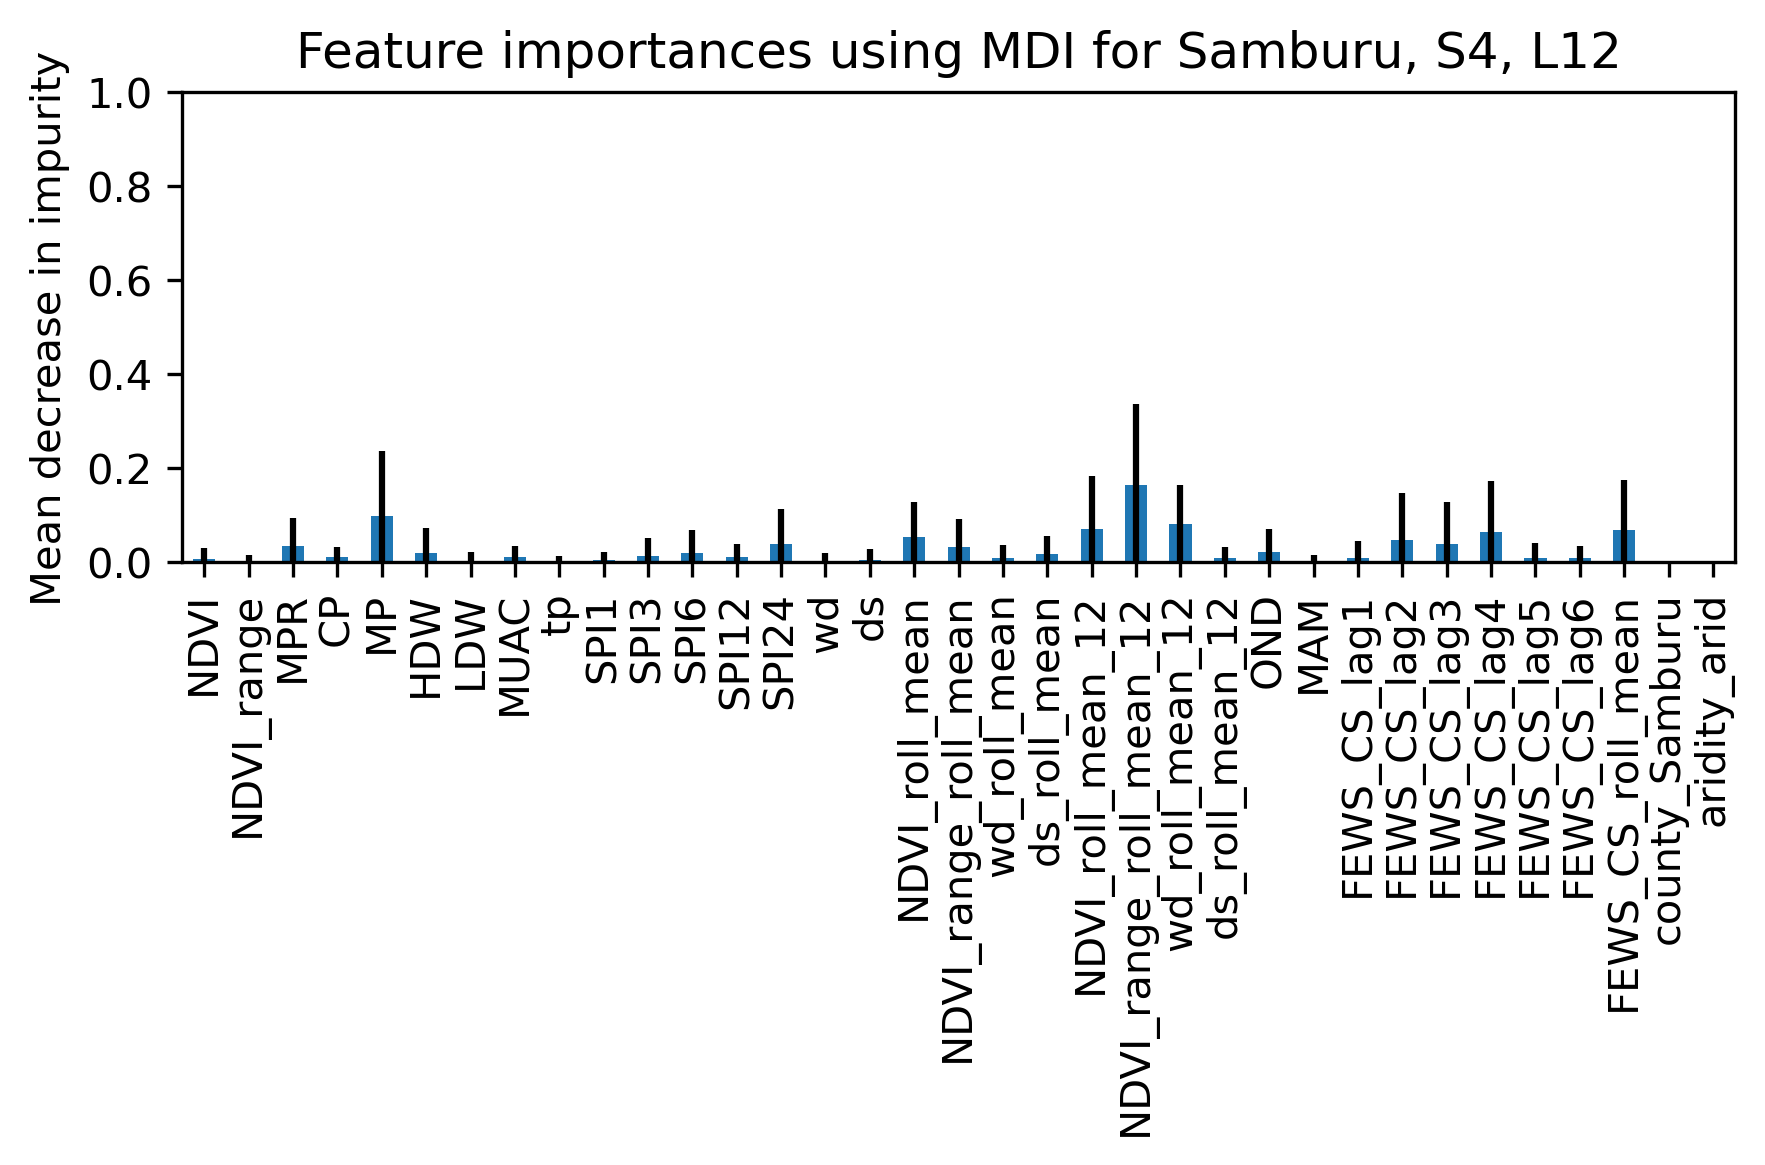 Feature importances using MDI for Samburu, S4, L12
Mean decrease in impurity
1.0
0.8
0.6
0.4
0.2
0.0
NDVI
NDVI_range
MPR
CP
MP
HDW
LDW
MUAC
tp
SPI1
SPI3
SPI6
SPI12
SPI24
wd
ds
NDVI_roll_mean
NDVI_range_roll_mean
wd_roll_mean
ds_roll_mean
NDVI_roll_mean_12
NDVI_range_roll_mean_12
wd_roll_mean_12
ds_roll_mean_12
OND
MAM
FEWS_CS_lag1
FEWS_CS_lag2
FEWS_CS_lag3
FEWS_CS_lag4
FEWS_CS_lag5
FEWS_CS_lag6
FEWS_CS_roll_mean
county_Samburu
aridity_arid